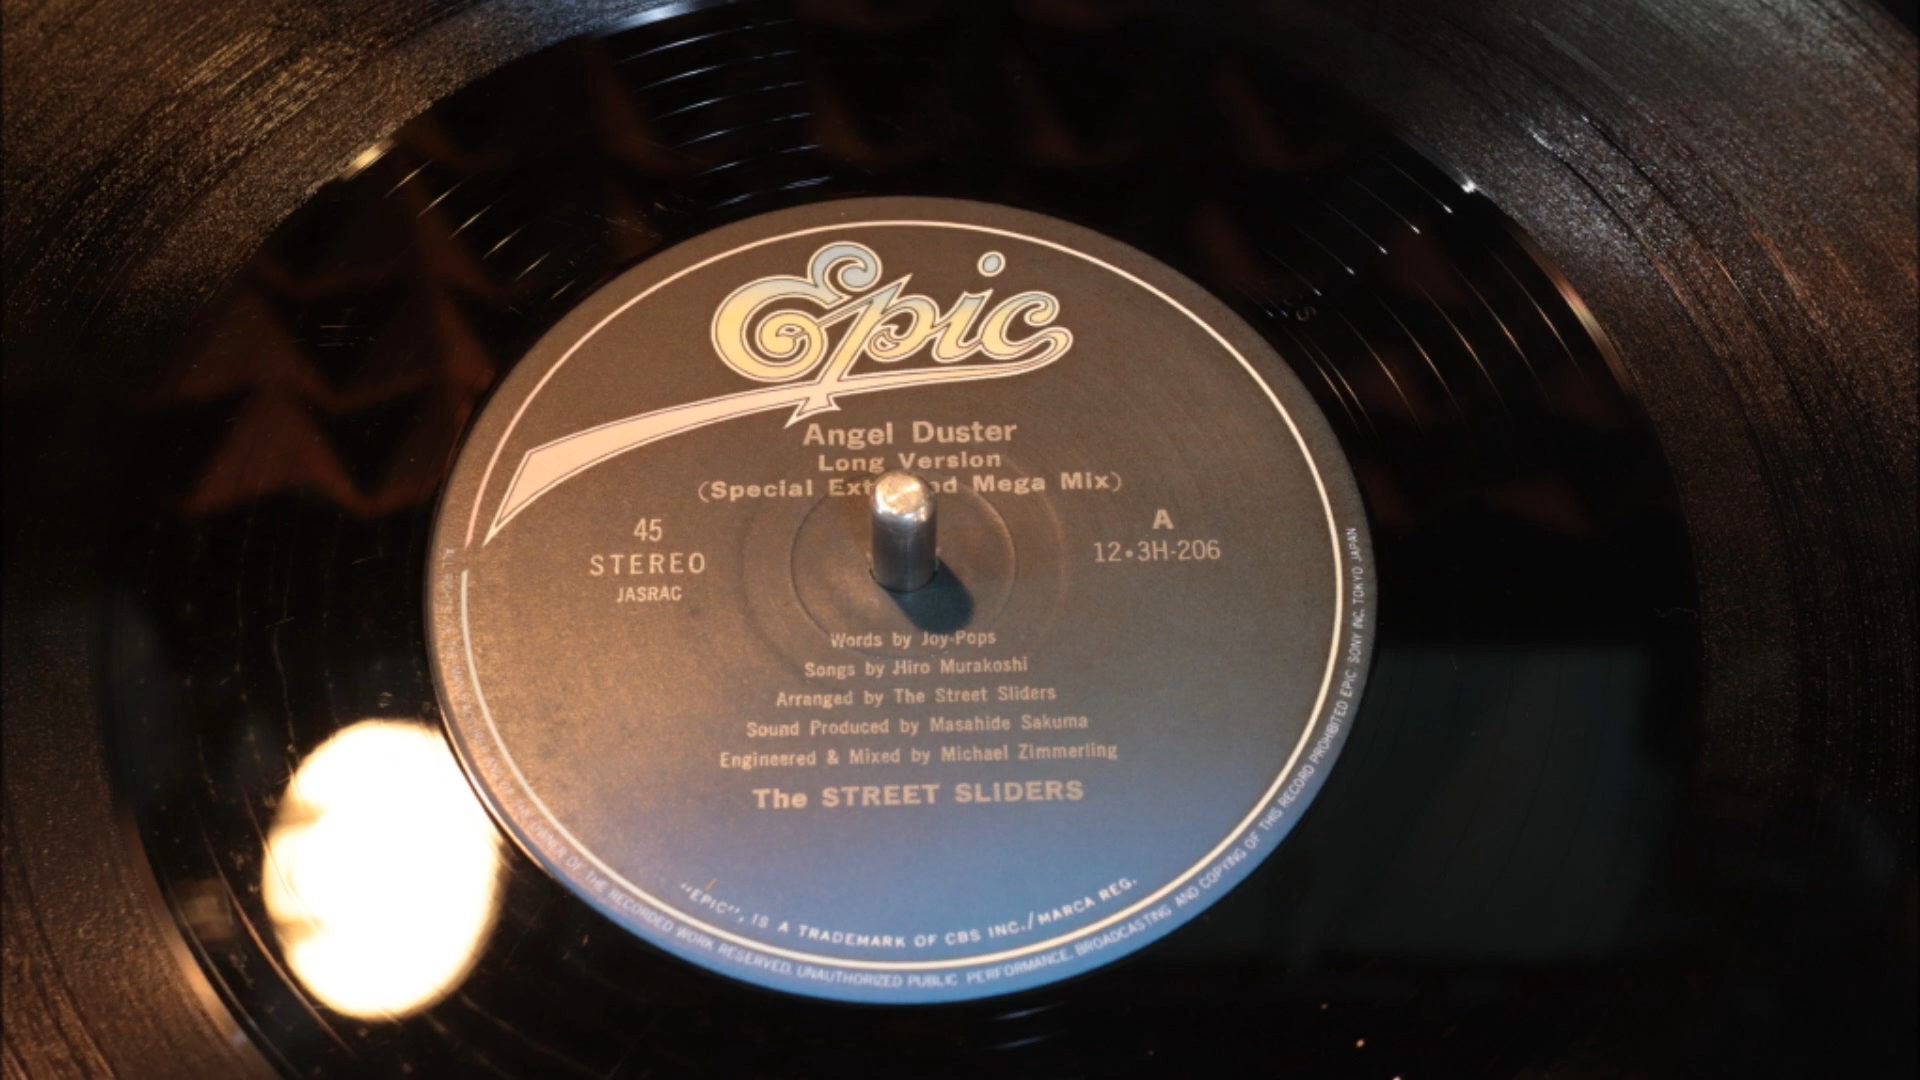 Epic
Angel Duster
Long Version
(Special Ext nd Mega Mix)
45
STEREO
JASRAC
A
12•3H-206
Words by Joy-Pops
Songs by Hiro Murakoshi
Arranged by The Street Sliders
Sound Produced by Masahide Sakuma
Engineered & Mixed by Michael Zimmerling
The STREET SLIDERS
"EPIC", IS A TRADEMARK OF CBS INC./MARCA REG.
OF THE RECORDED WORK RESERVED. UNAUTHORIZED PUBLIC PERFORMANCE. BROADCASTING AND COPYING OF THIS RECORD PROHIBITED EPIC SONY INC. TOKYO JAPAN